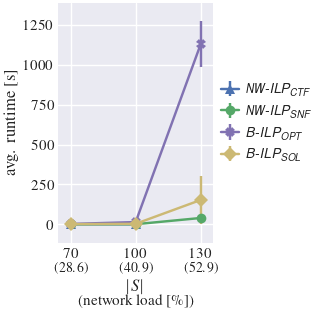 avg. runtime [s]
1250
1000
750
500
250
0
70
100
130
(28.6)
(40.9)
(52.9)
|S|
(network load [%])
NW-ILP_CTF
NW-ILP_SNF
B-ILP_OPT
B-ILP_SOL